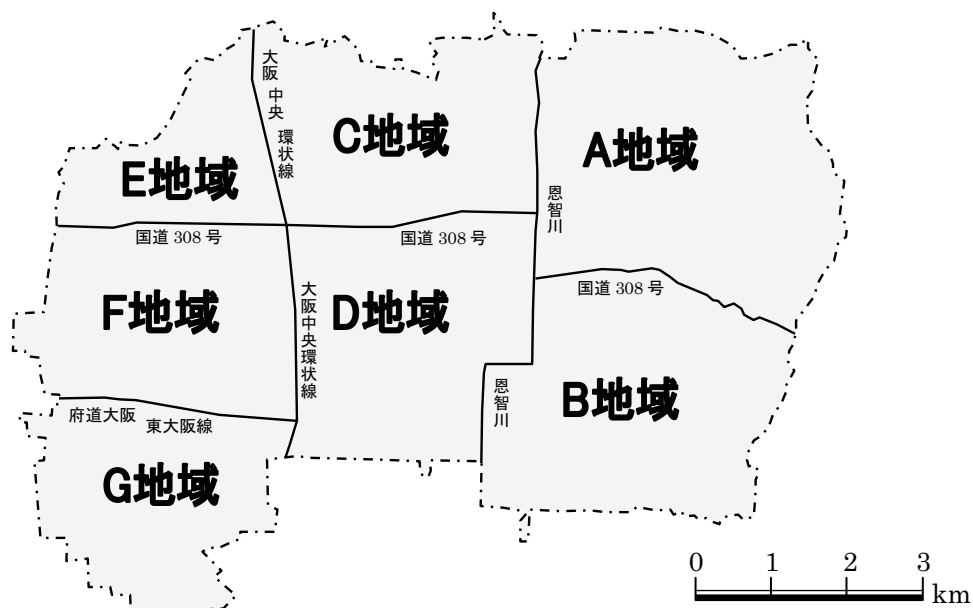 大阪
中央
環状線
C地域
A地域
E地域
恩智川
国道 308 号
国道 308 号
国道 308 号
大阪中央環状線
F地域
D地域
恩智川
B地域
府道大阪
東大阪線
G地域
0 1 2 3
km